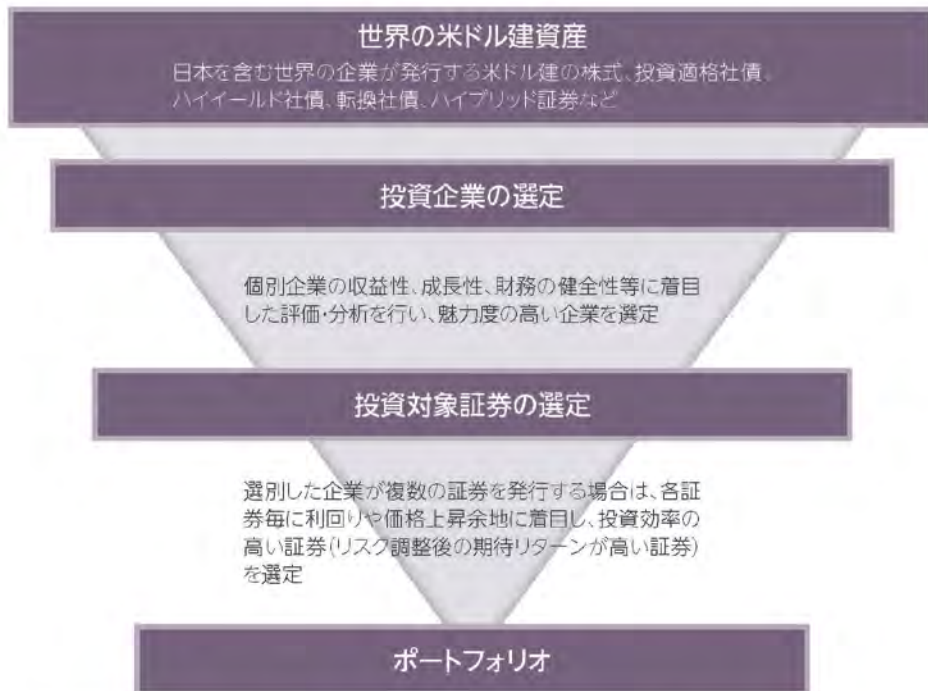 世界の米ドル建資産
日本を含む世界の企業が発行する米ドル建の株式、投資適格社債、
ハイイールド社債、転換社債、ハイブリッド証券など
投資企業の選定
個別企業の収益性、成長性、財務の健全性等に着目
した評価・分析を行い、魅力度の高い企業を選定
投資対象証券の選定
選別した企業が複数の証券を発行する場合は、各証
券毎に利回りや価格上昇余地に着目し、投資効率の
高い証券(リスク調整後の期待リターンが高い証券)
を選定
ポートフォリオ